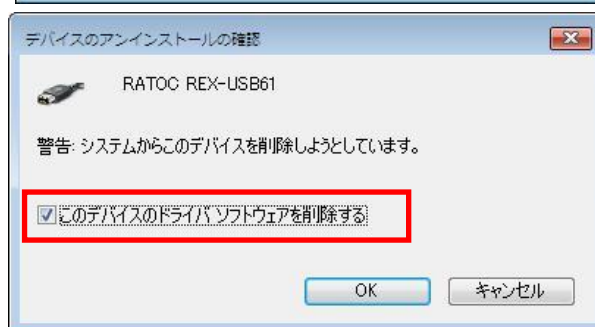 デバイスのアンインストールの確認
RATOC REX-USB61
警告: システムからこのデバイスを削除しようとしています。
このデバイスのドライバ ソフトウェアを削除する
OK
キャンセル